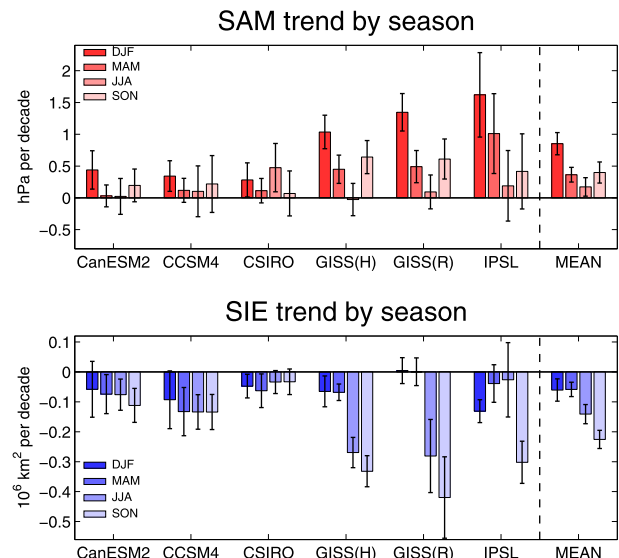 SAM trend by season
hPa per decade
2
1.5
1
0.5
0
−0.5
DJF
MAM
JJA
SON
CanESM2 CCSM4 CSIRO GISS(H) GISS(R) IPSL MEAN
SIE trend by season
10⁶ km² per decade
0.1
0
−0.1
−0.2
−0.3
−0.4
−0.5
DJF
MAM
JJA
SON
CanESM2 CCSM4 CSIRO GISS(H) GISS(R) IPSL MEAN